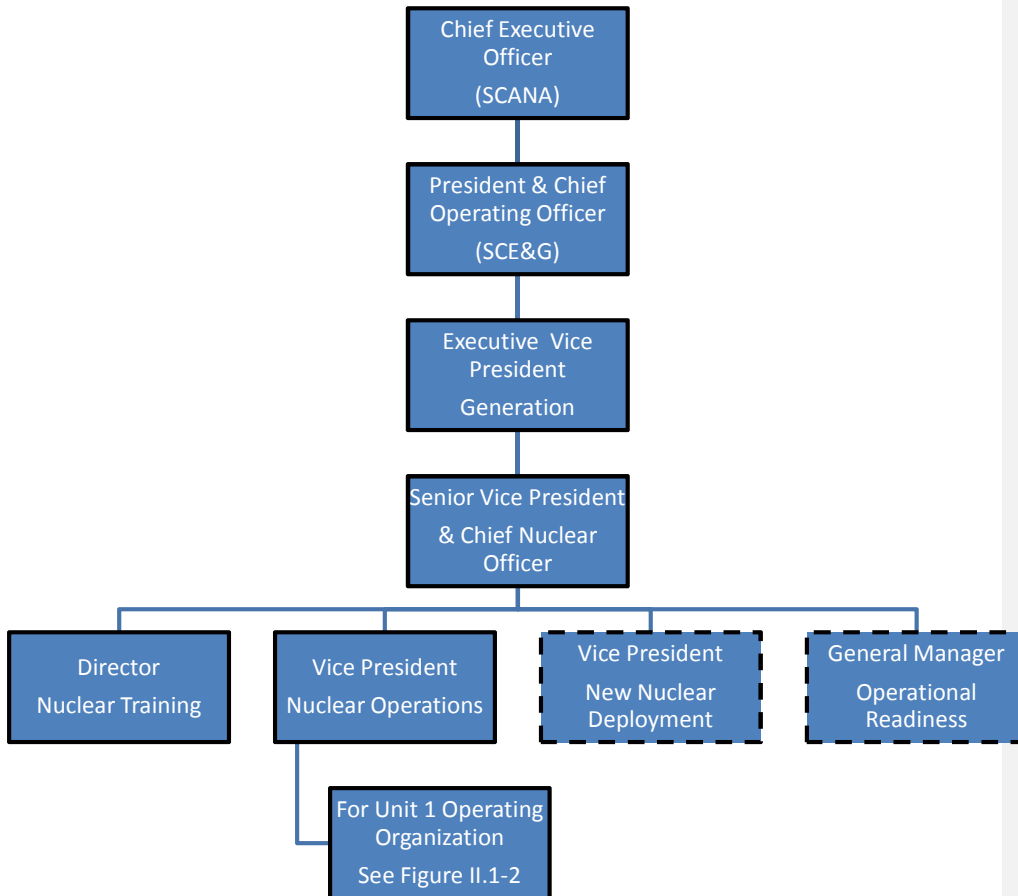 Chief Executive
Officer
(SCANA)
President & Chief
Operating Officer
(SCE&G)
Executive Vice
President
Generation
Senior Vice President
& Chief Nuclear
Officer
Director
Nuclear Training
Vice President
Nuclear Operations
Vice President
New Nuclear
Deployment
General Manager
Operational
Readiness
For Unit 1 Operating
Organization
See Figure II.1-2